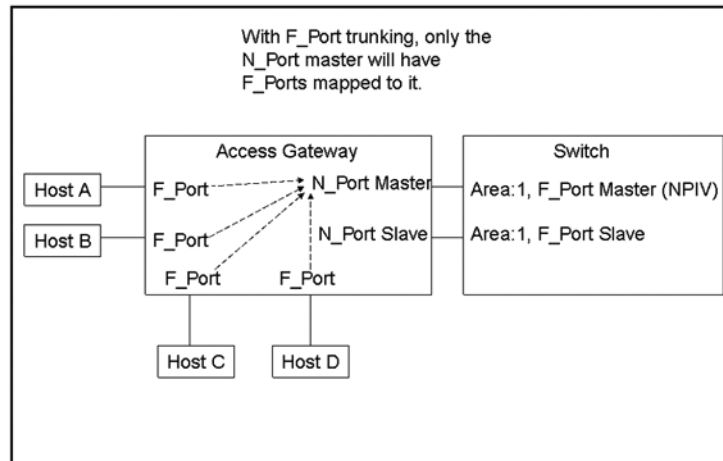 With F_Port trunking, only the
N_Port master will have
F_Ports mapped to it.
Access Gateway
Switch
Host A
F_Port
N_Port Master
Area:1, F_Port Master (NPIV)
Host B
F_Port
N_Port Slave
Area:1, F_Port Slave
F_Port
F_Port
Host C
Host D